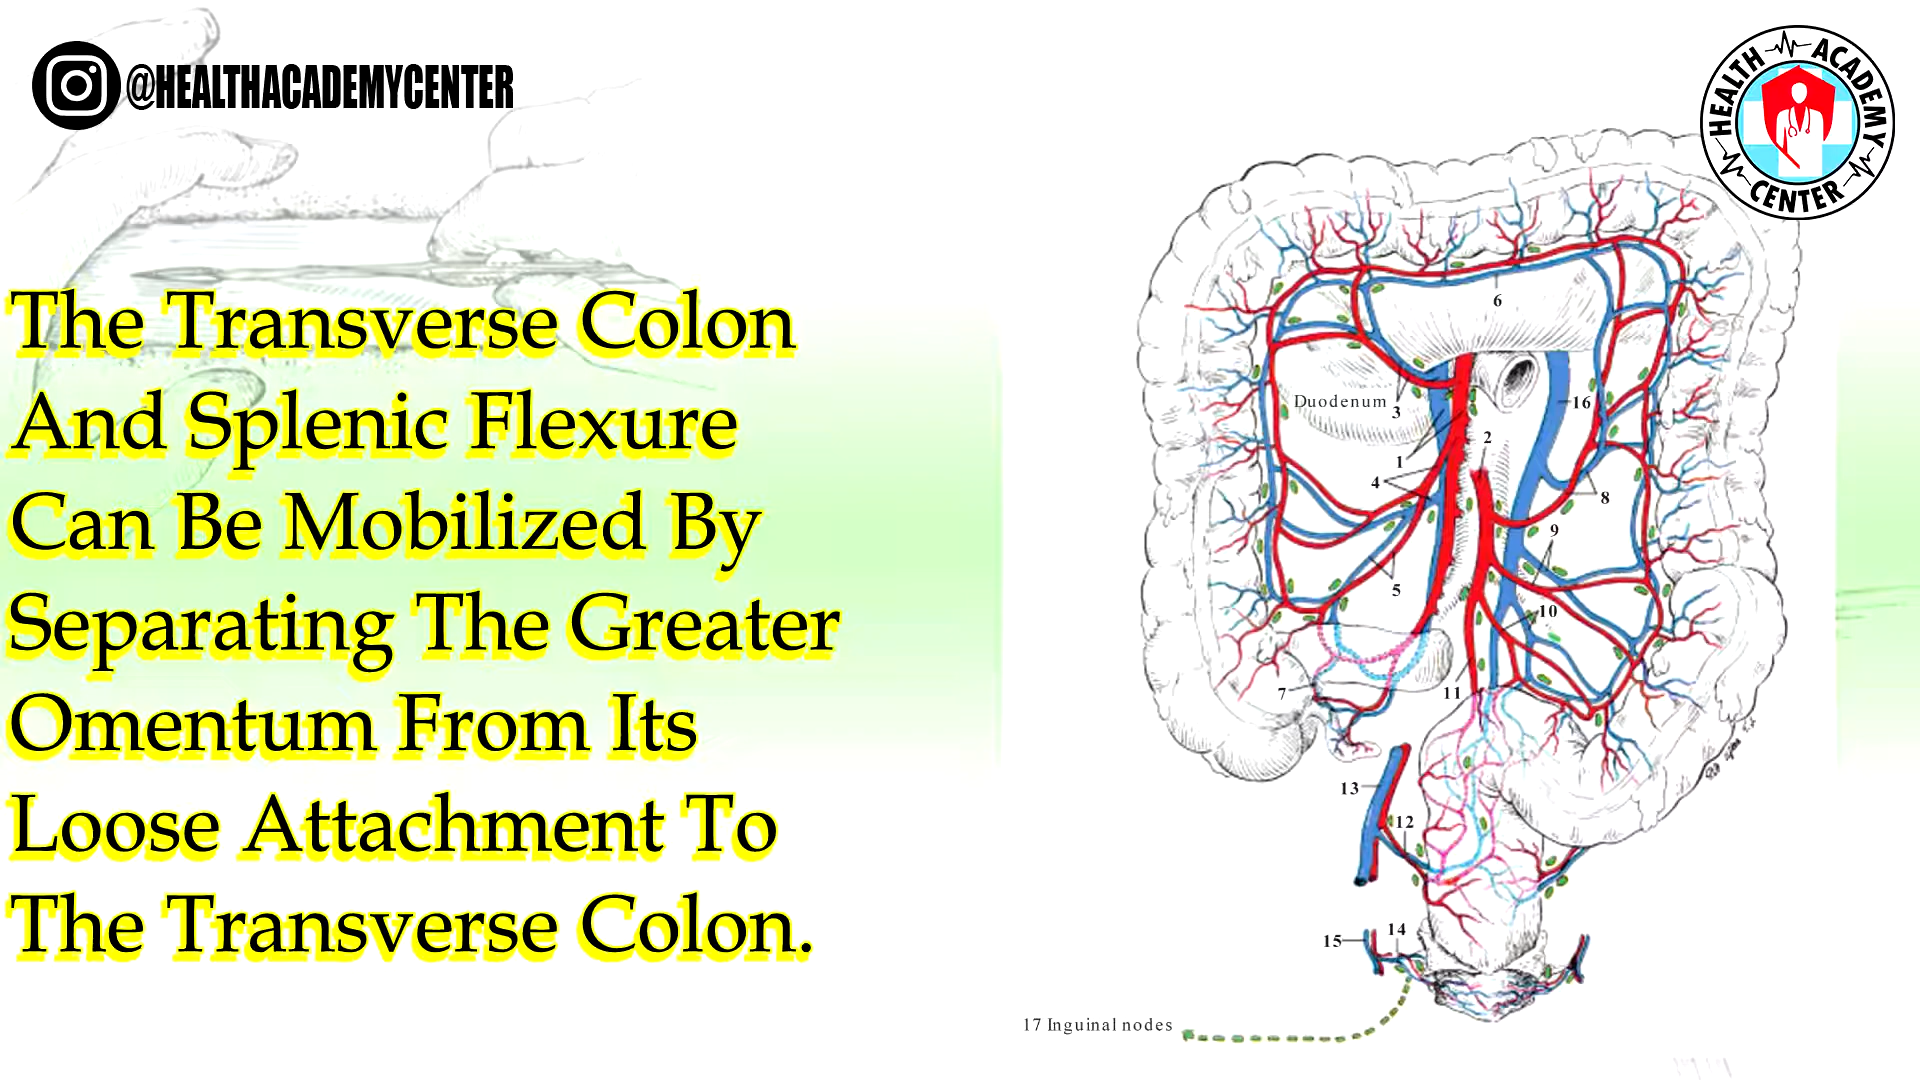 @HEALTHACADEMYCENTER
HEALTH ACADEMY
CENTER
The Transverse Colon
And Splenic Flexure
Can Be Mobilized By
Separating The Greater
Omentum From Its
Loose Attachment To
The Transverse Colon.
6
Duodenum
3
16
2
1
4
8
9
5
10
7
11
13
12
15
14
17 Inguinal nodes